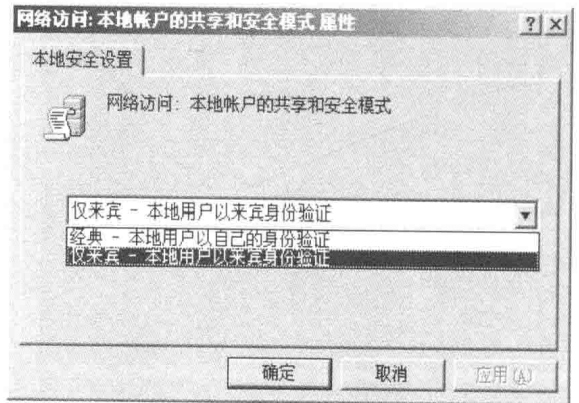 网络访问: 本地帐户的共享和安全模式 属性
本地安全设置
网络访问: 本地帐户的共享和安全模式
仅来宾 - 本地用户以来宾身份验证
经典 - 本地用户以自己的身份验证
仅来宾 - 本地用户以来宾身份验证
确定
取消
应用(A)